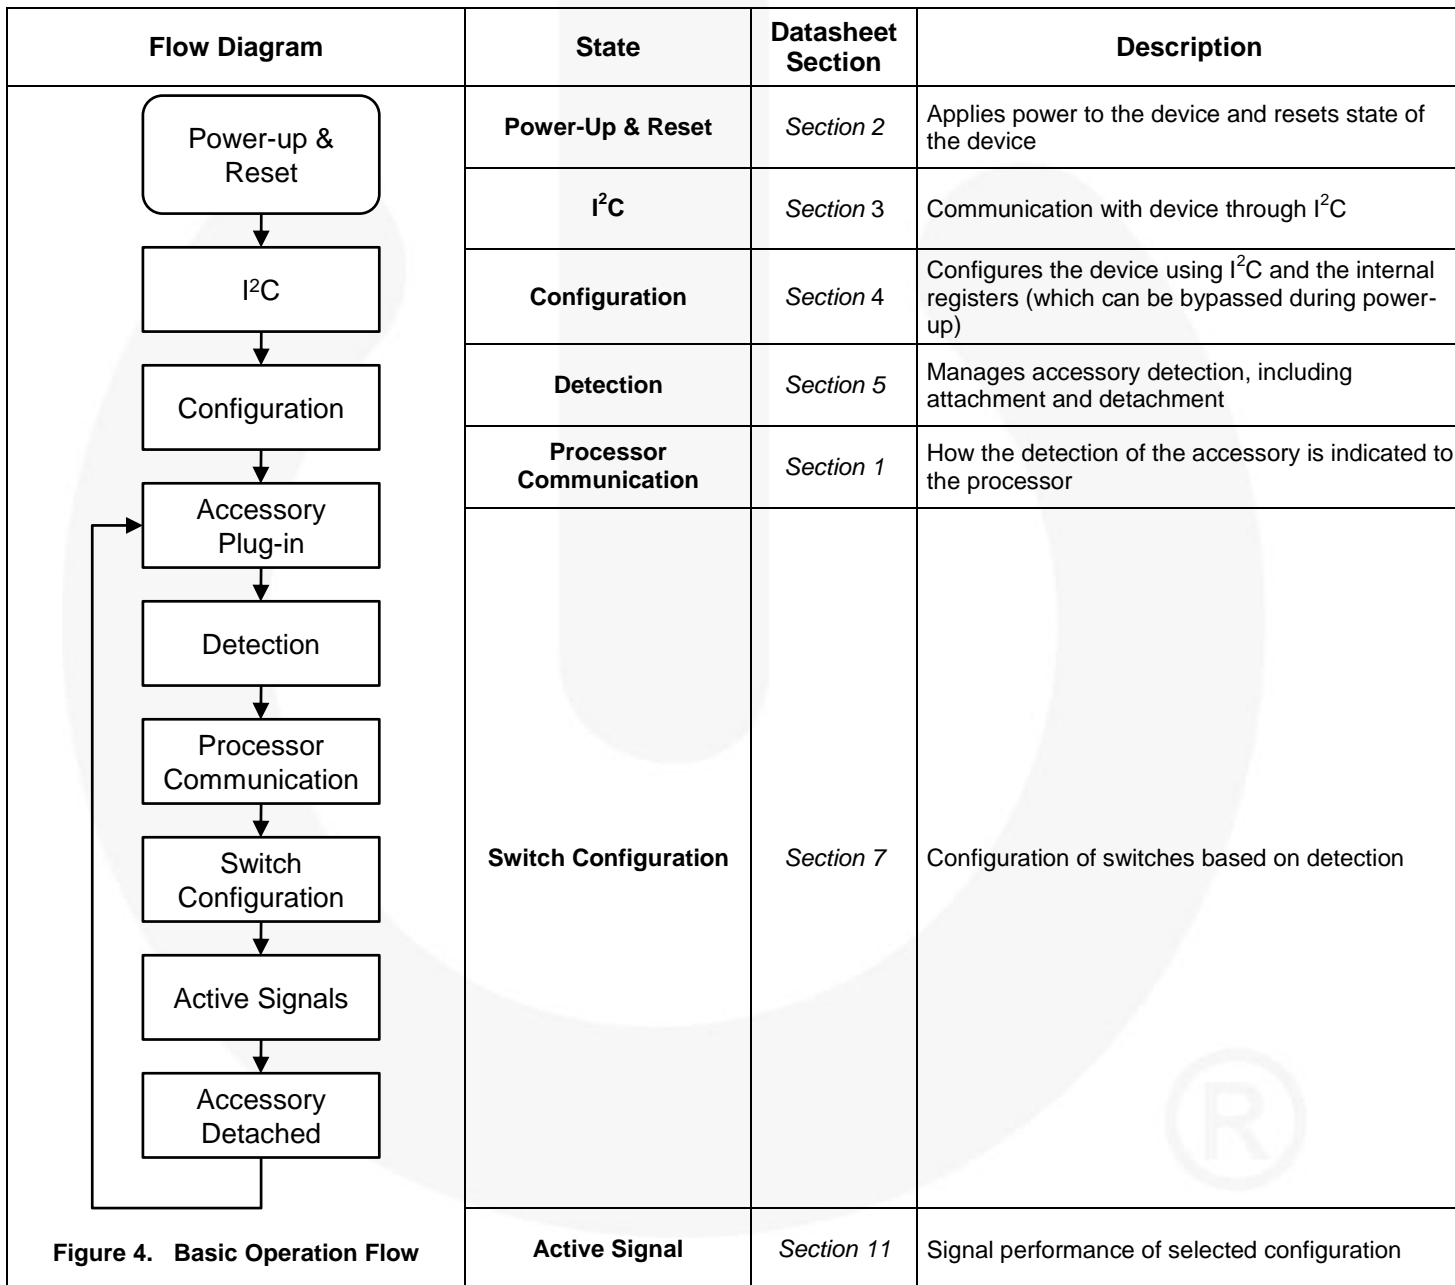 Flow Diagram
State
Datasheet
Section
Description
Power-up &
Reset
I²C
Configuration
Accessory
Plug-in
Detection
Processor
Communication
Switch
Configuration
Active Signals
Accessory
Detached
Figure 4. Basic Operation Flow
Power-Up & Reset
Section 2
Applies power to the device and resets state of
the device
I²C
Section 3
Communication with device through I²C
Configuration
Section 4
Configures the device using I²C and the internal
registers (which can be bypassed during power-
up)
Detection
Section 5
Manages accessory detection, including
attachment and detachment
Processor
Communication
Section 1
How the detection of the accessory is indicated to
the processor
Switch Configuration
Section 7
Configuration of switches based on detection
®
Active Signal
Section 11
Signal performance of selected configuration